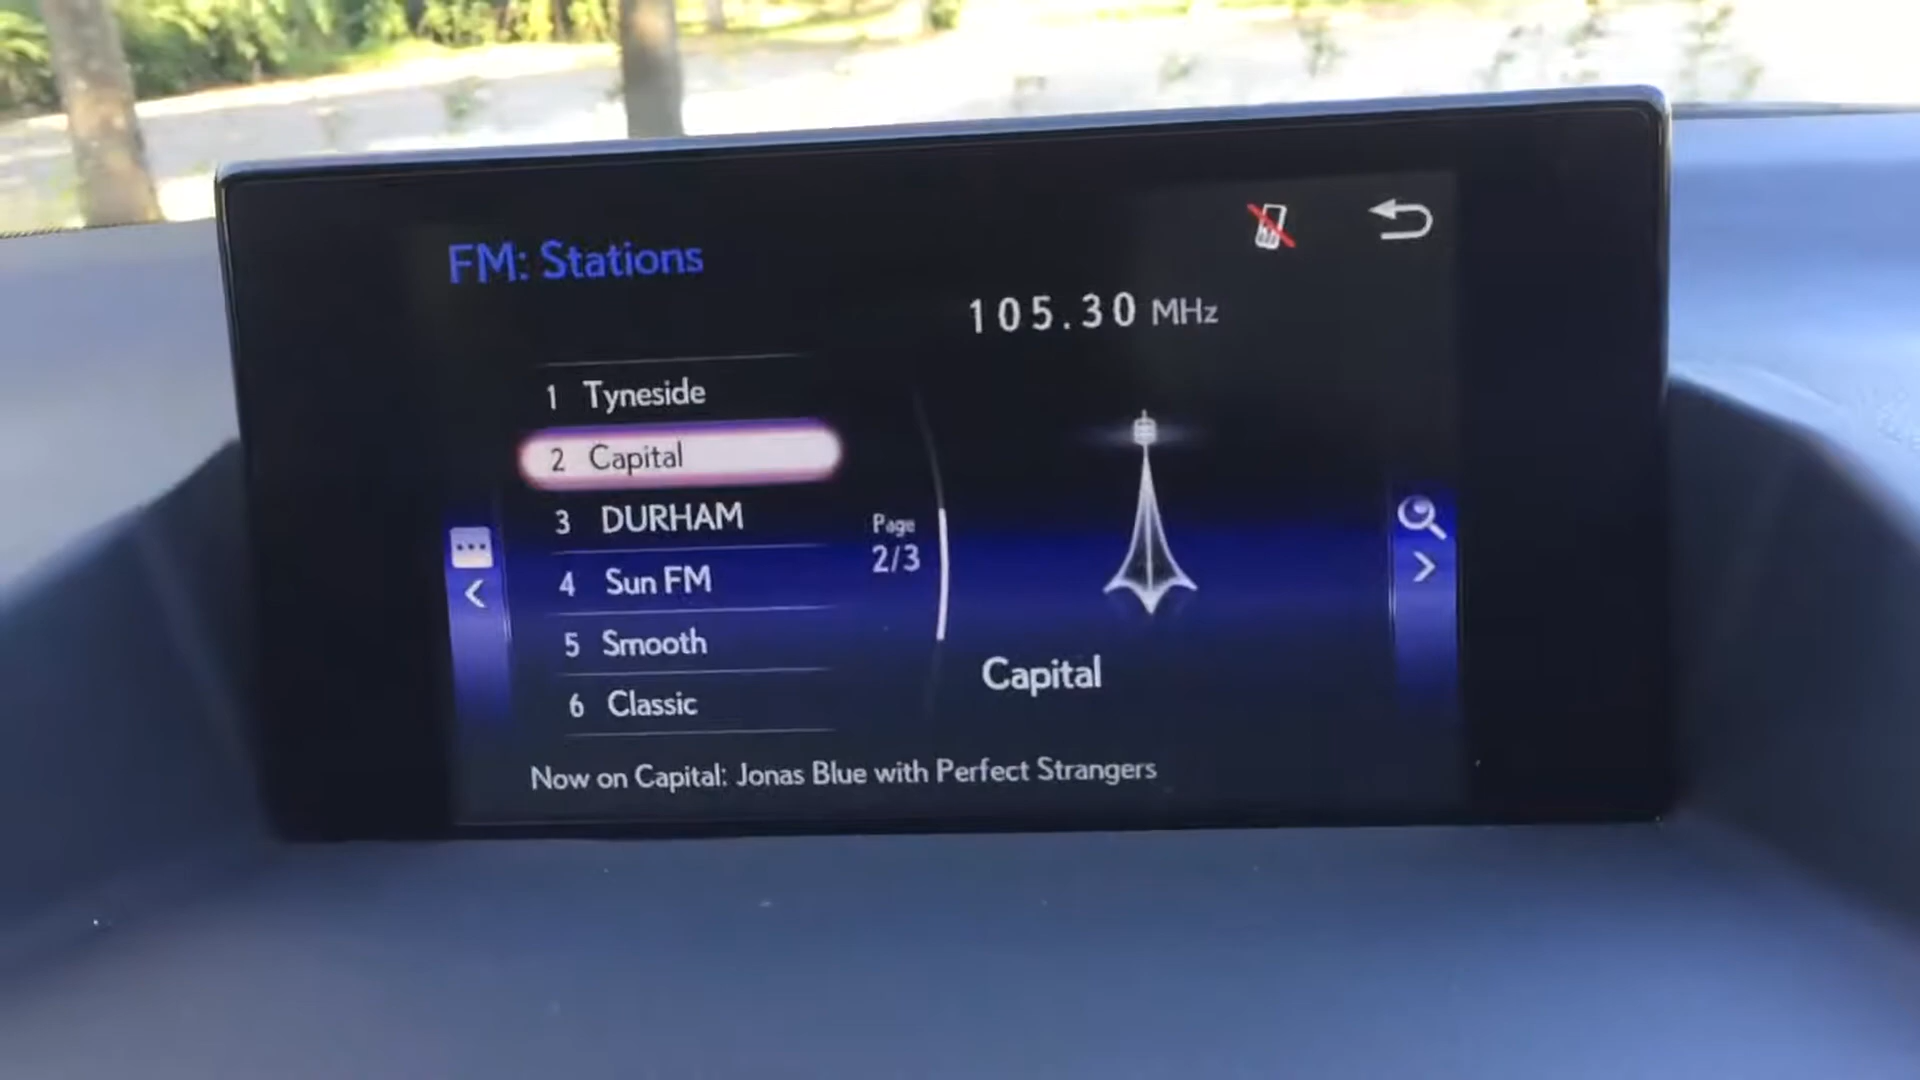 FM: Stations
105.30 MHz
1 Tyneside
2 Capital
3 DURHAM
4 Sun FM
5 Smooth
6 Classic
Page
2/3
Capital
Now on Capital: Jonas Blue with Perfect Strangers